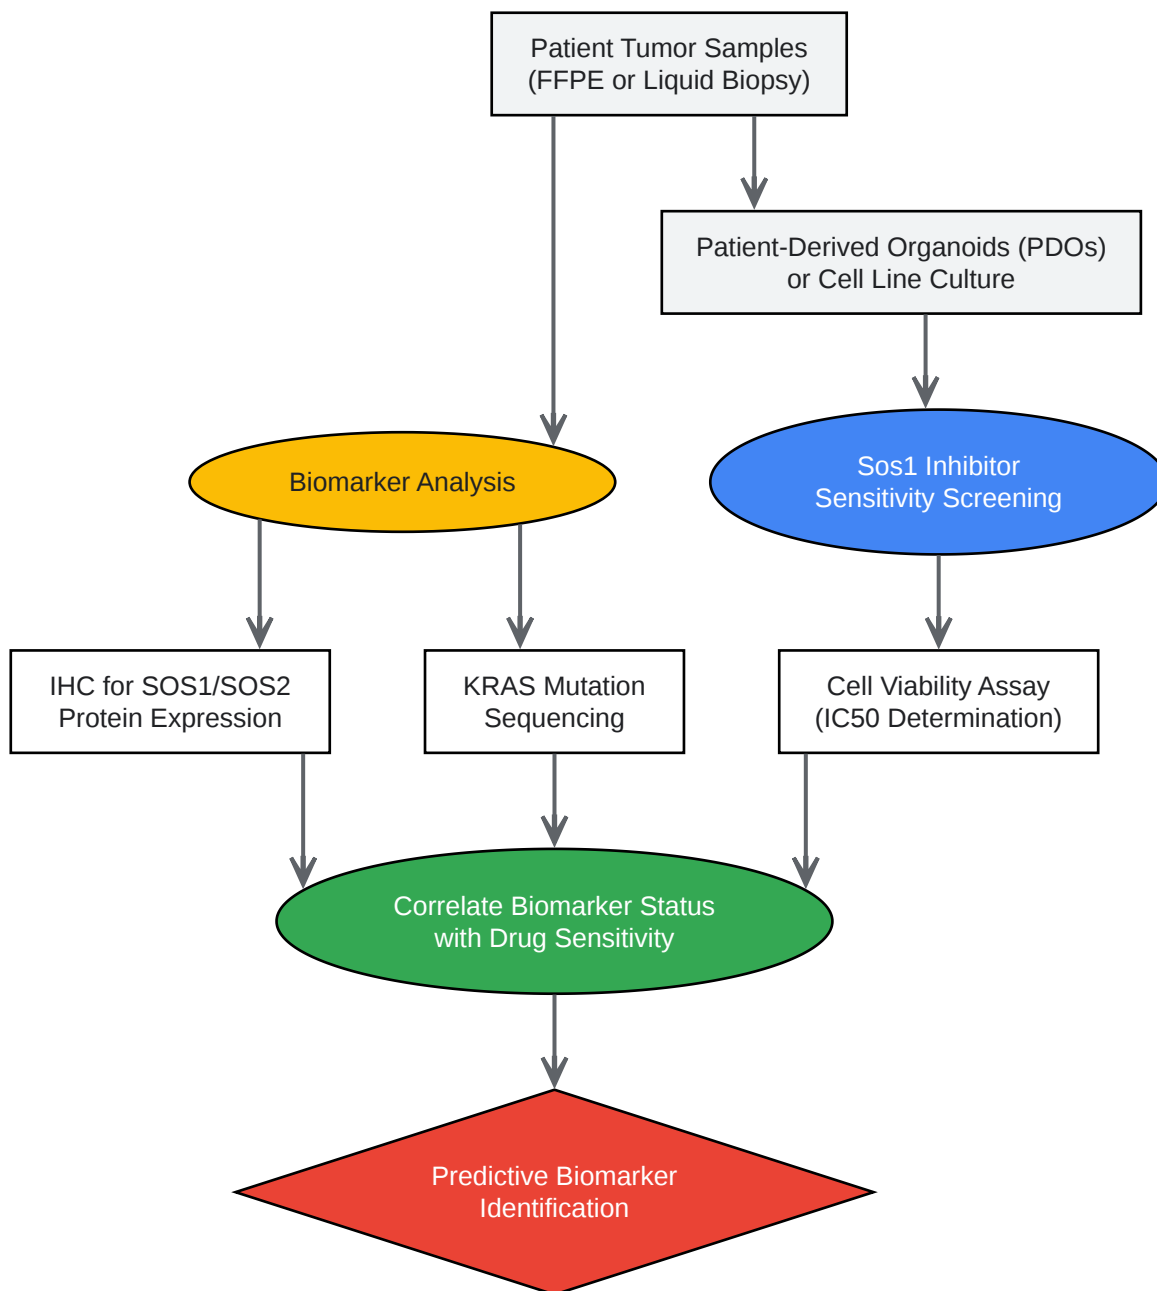 Patient Tumor Samples
(FFPE or Liquid Biopsy)
Patient-Derived Organoids (PDOs)
or Cell Line Culture
Biomarker Analysis
Sos1 Inhibitor
Sensitivity Screening
IHC for SOS1/SOS2
Protein Expression
KRAS Mutation
Sequencing
Cell Viability Assay
(IC50 Determination)
Correlate Biomarker Status
with Drug Sensitivity
Predictive Biomarker
Identification